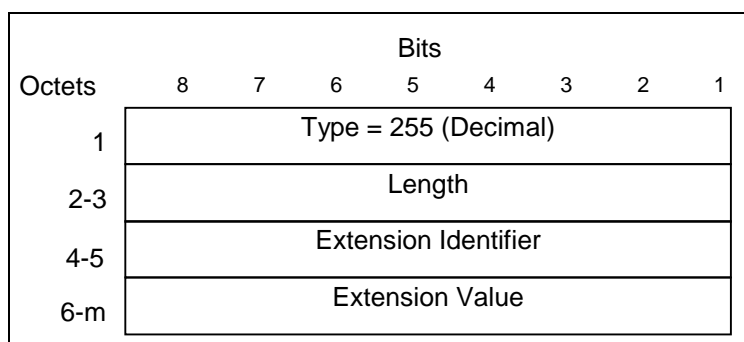 Bits
Octets 8 7 6 5 4 3 2 1
1 Type = 255 (Decimal)
2-3 Length
4-5 Extension Identifier
6-m Extension Value